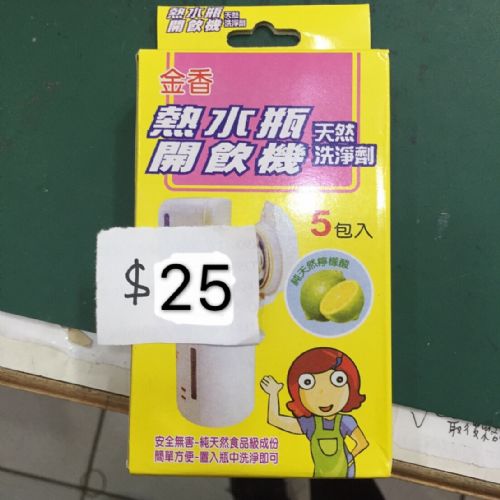 熱水瓶 天然
開飲機 洗淨劑
金香
熱水瓶 天然
開飲機 洗淨劑
5包入
純天然檸檬酸
$25
安全無害-純天然食品級成份
簡單方便-置入瓶中洗淨即可